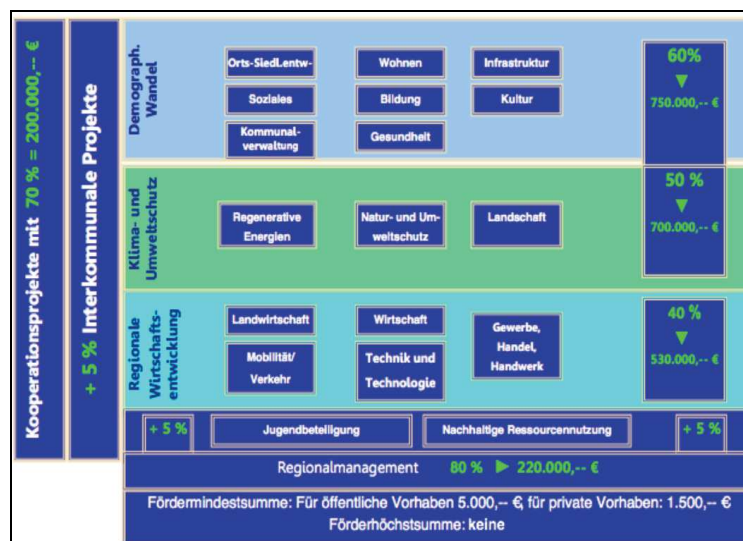 Kooperationsprojekte mit 70 % = 200.000,-- €
+ 5 % Interkommunale Projekte
Demograph.
Wandel
Orts-Siedl.entw-
Wohnen
Infrastruktur
Soziales
Bildung
Kultur
Kommunal-
verwaltung
Gesundheit
60%
▼
750.000,-- €
Klima- und
Umweltschutz
Regenerative
Energien
Natur- und Um-
weltschutz
Landschaft
50 %
▼
700.000,-- €
Regionale
Wirtschafts-
entwicklung
Landwirtschaft
Wirtschaft
Gewerbe,
Handel,
Handwerk
Mobilität/
Verkehr
Technik und
Technologie
40 %
▼
530.000,-- €
+ 5 %
Jugendbeteiligung
Nachhaltige Ressourcennutzung
+ 5 %
Regionalmanagement 80 % ► 220.000,-- €
Fördermindestsumme: Für öffentliche Vorhaben 5.000,-- €, für private Vorhaben: 1.500,-- €
Förderhöchstsumme: keine